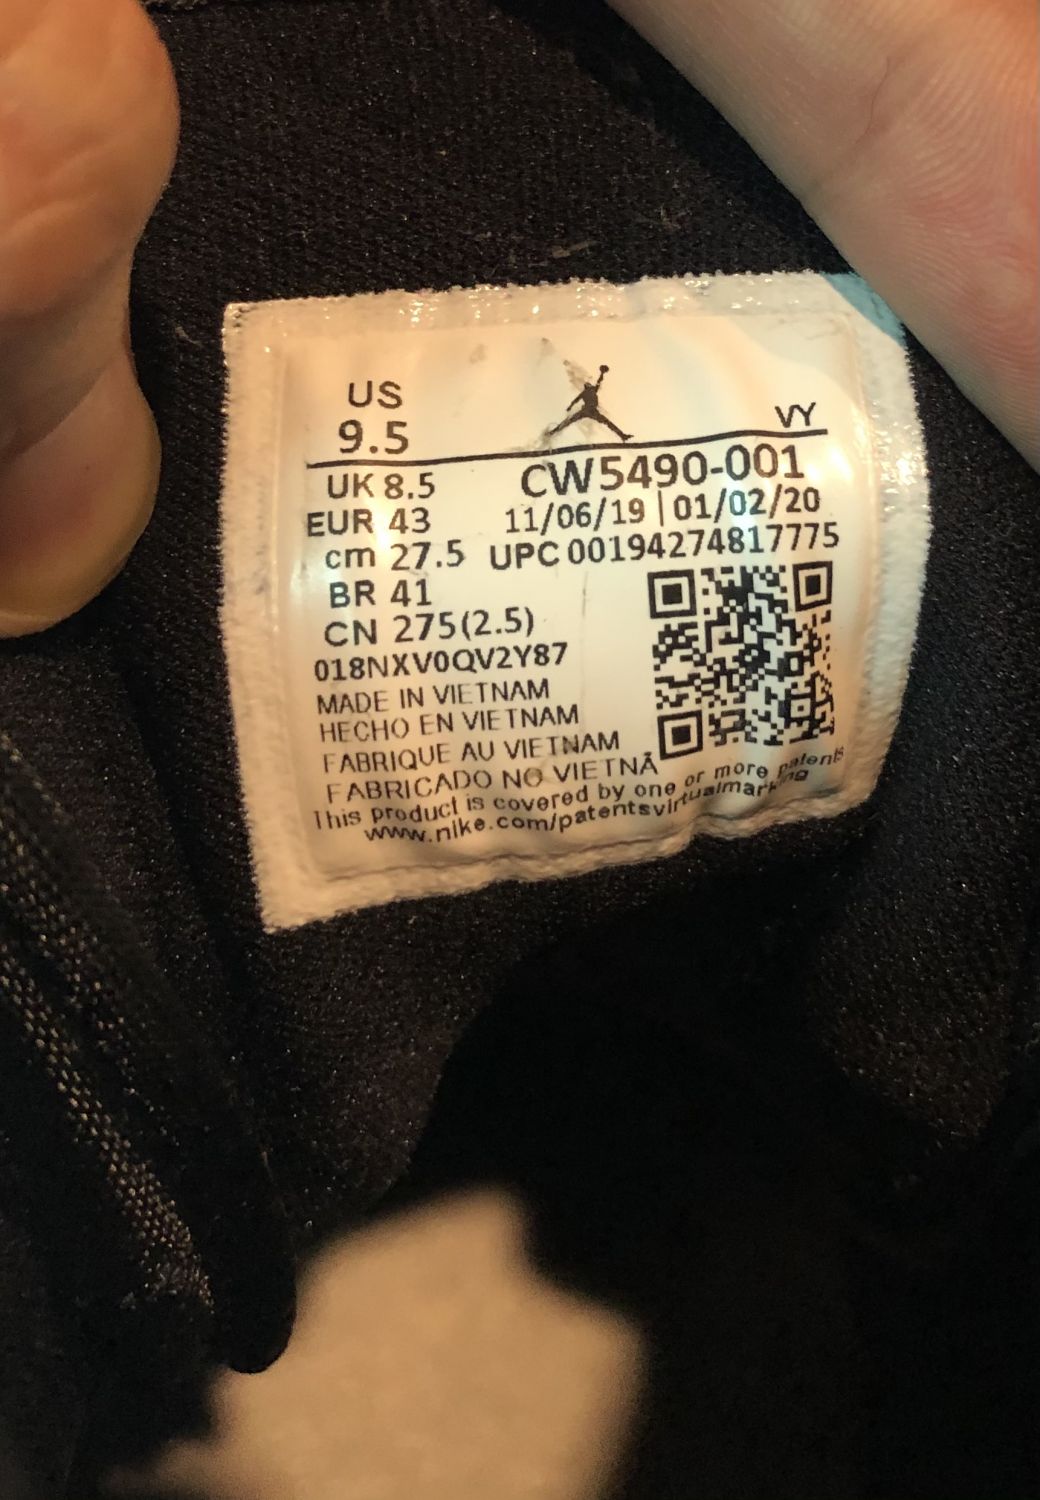 US
9.5
VY
UK 8.5
CW5490-001
EUR 43
11/06/19 | 01/02/20
cm 27.5
UPC 00194274817775
BR 41
CN 275(2.5)
018NXV0QV2Y87
MADE IN VIETNAM
HECHO EN VIETNAM
FABRIQUE AU VIETNAM
FABRICADO NO VIETNÃ
This product is covered by one or more patents
www.nike.com/patentsvirtualmarking